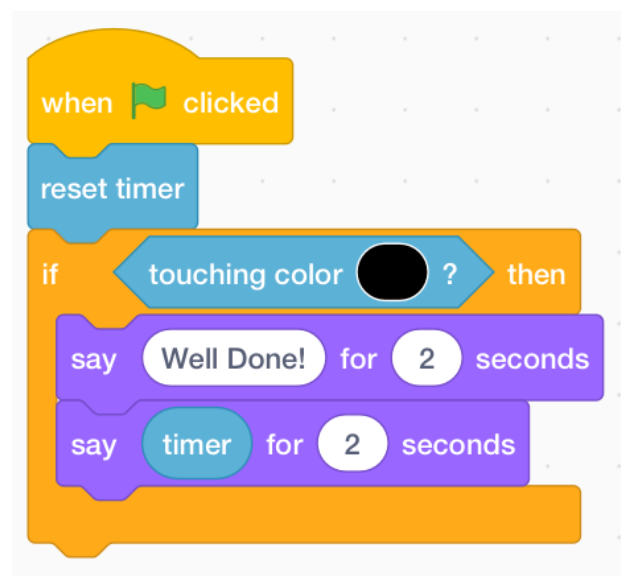 when clicked
reset timer
if touching color ? then
say Well Done! for 2 seconds
say timer for 2 seconds